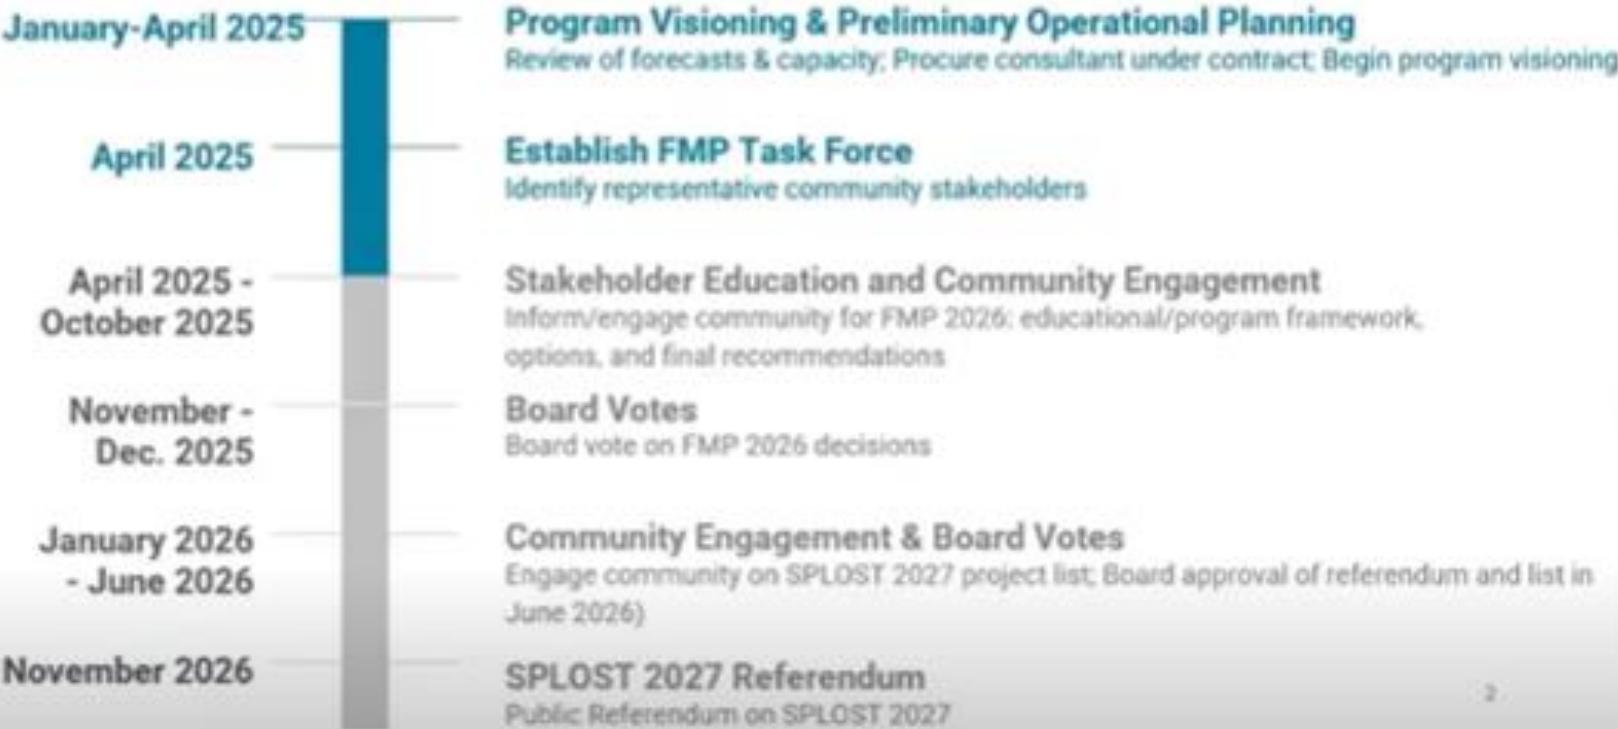 January-April 2025
Program Visioning & Preliminary Operational Planning
Review of forecasts & capacity; Procure consultant under contract; Begin program visioning
April 2025
Establish FMP Task Force
Identify representative community stakeholders
April 2025 -
October 2025
Stakeholder Education and Community Engagement
Inform/engage community for FMP 2026: educational/program framework,
options, and final recommendations
November -
Dec. 2025
Board Votes
Board vote on FMP 2026 decisions
January 2026
- June 2026
Community Engagement & Board Votes
Engage community on SPLOST 2027 project list; Board approval of referendum and list in
June 2026)
November 2026
SPLOST 2027 Referendum
Public Referendum on SPLOST 2027
2